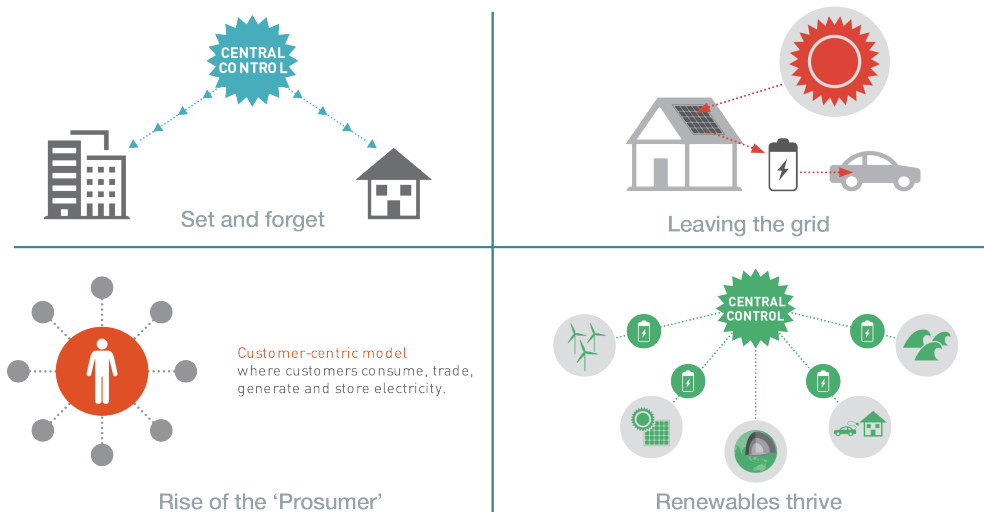 CENTRAL
CONTROL
Set and forget
Leaving the grid
Customer-centric model
where customers consume, trade,
generate and store electricity.
Rise of the ‘Prosumer’
CENTRAL
CONTROL
Renewables thrive